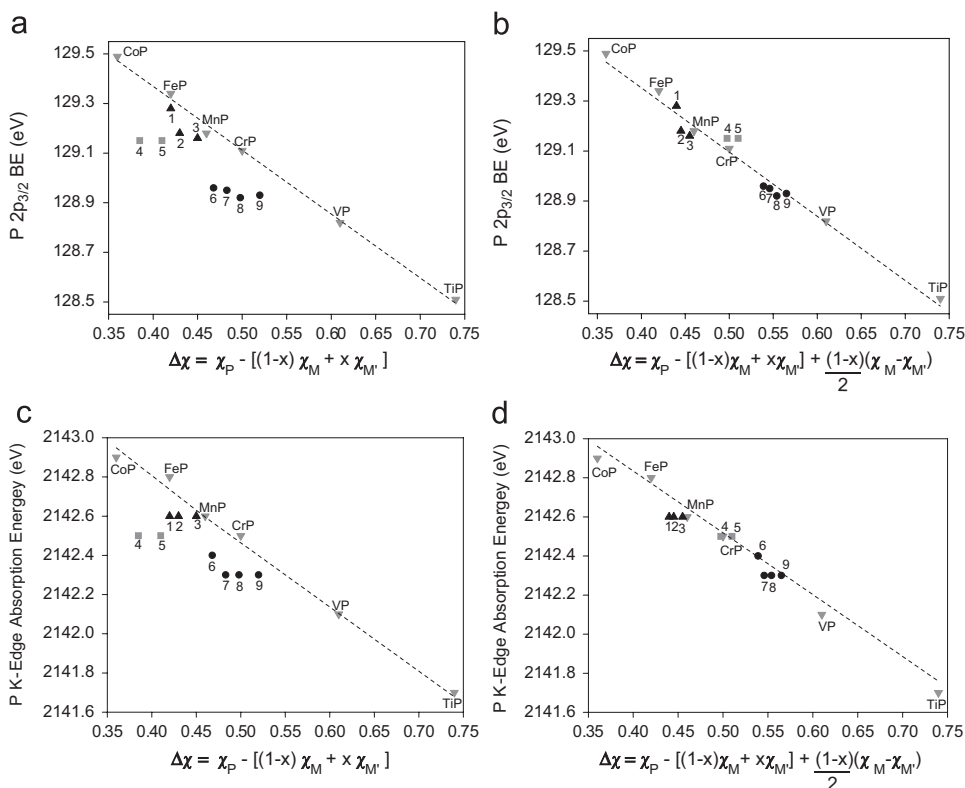 a
P 2p3/2 BE (eV)
129.5
129.3
129.1
128.9
128.7
128.5
CoP
FeP
1
MnP
2
3
CrP
4
5
6
7
8
9
VP
TiP
0.35 0.40 0.45 0.50 0.55 0.60 0.65 0.70 0.75
Δχ = χP - [(1-x) χM + x χM' ]
b
P 2p3/2 BE (eV)
129.5
129.3
129.1
128.9
128.7
128.5
CoP
FeP
1
MnP
2 3
4 5
CrP
6
7
8
9
VP
TiP
0.35 0.40 0.45 0.50 0.55 0.60 0.65 0.70 0.75
Δχ = χP - [(1-x)χM + xχM'] + (1-x)(χM-χM')
2
c
P K-Edge Absorption Energey (eV)
2143.0
2142.8
2142.6
2142.4
2142.2
2142.0
2141.8
2141.6
CoP
FeP
MnP
1 2 3
CrP
4 5
6
7 8 9
VP
TiP
0.35 0.40 0.45 0.50 0.55 0.60 0.65 0.70 0.75
Δχ = χP - [(1-x) χM + x χM' ]
d
P K-Edge Absorption Energey (eV)
2143.0
2142.8
2142.6
2142.4
2142.2
2142.0
2141.8
2141.6
CoP
FeP
MnP
123
4 5
CrP
6
78
9
VP
TiP
0.35 0.40 0.45 0.50 0.55 0.60 0.65 0.70 0.75
Δχ = χP - [(1-x)χM + xχM'] + (1-x)(χM-χM')
2